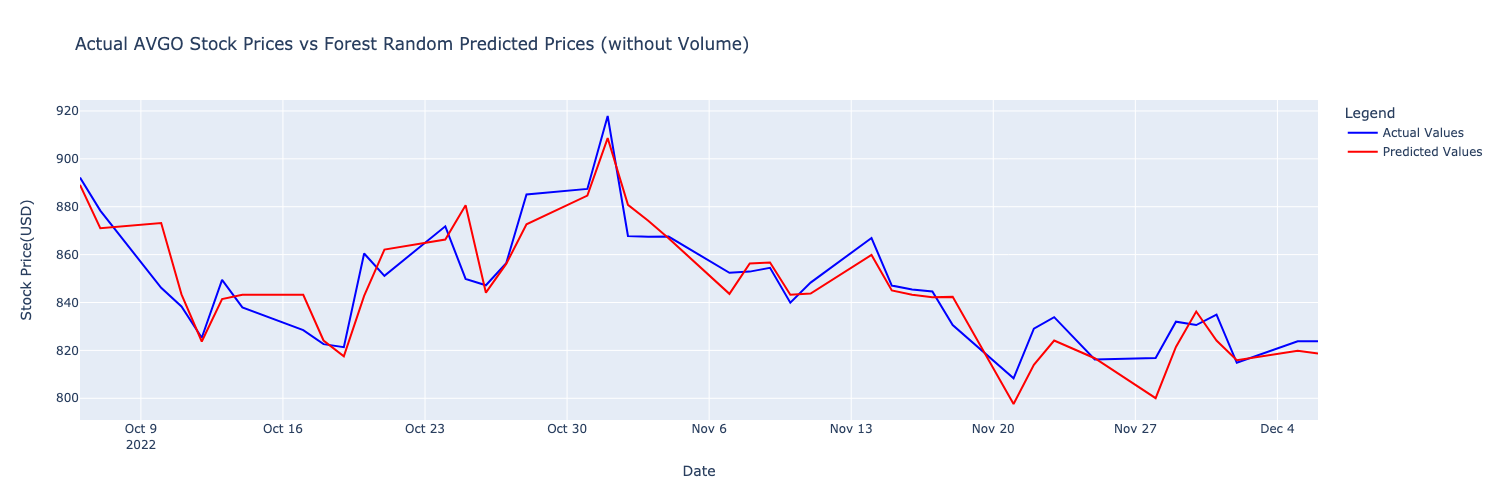 Actual AVGO Stock Prices vs Forest Random Predicted Prices (without Volume)
Legend
Actual Values
Predicted Values
Stock Price(USD)
920
900
880
860
840
820
800
Oct 9 Oct 16 Oct 23 Oct 30 Nov 6 Nov 13 Nov 20 Nov 27 Dec 4
2022
Date